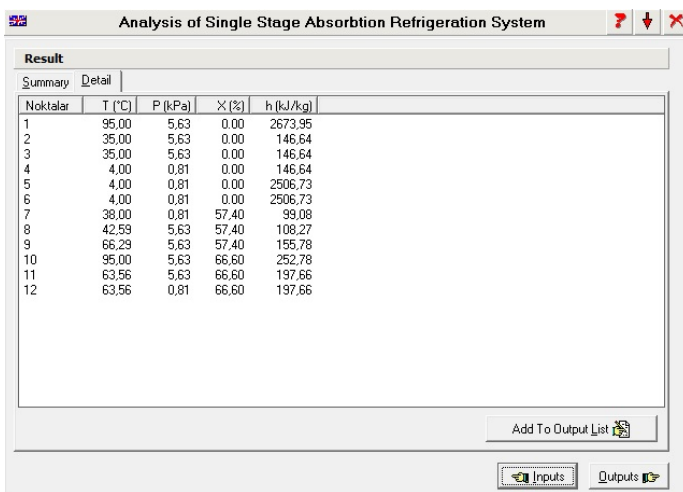 Analysis of Single Stage Absorbtion Refrigeration System
Result
Summary Detail
Noktalar T (°C) P (kPa) X (%) h (kJ/kg)
1 95,00 5,63 0.00 2673,95
2 35,00 5,63 0.00 146,64
3 35,00 5,63 0.00 146,64
4 4,00 0,81 0.00 146,64
5 4,00 0,81 0.00 2506,73
6 4,00 0,81 0.00 2506,73
7 38,00 0,81 57,40 99,08
8 42,59 5,63 57,40 108,27
9 66,29 5,63 57,40 155,78
10 95,00 5,63 66,60 252,78
11 63,56 5,63 66,60 197,66
12 63,56 0,81 66,60 197,66
Add To Output List
Inputs Outputs